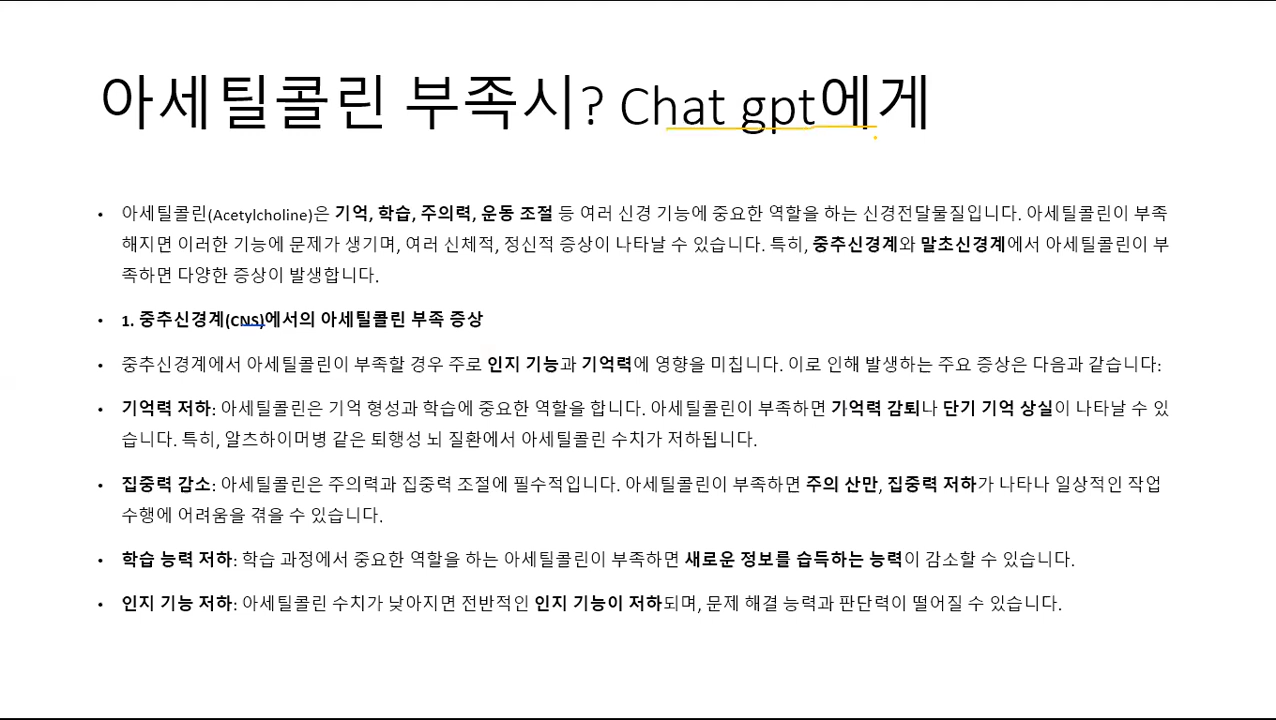 아세틸콜린 부족시? Chat gpt에게
• 아세틸콜린(Acetylcholine)은 기억, 학습, 주의력, 운동 조절 등 여러 신경 기능에 중요한 역할을 하는 신경전달물질입니다. 아세틸콜린이 부족
해지면 이러한 기능에 문제가 생기며, 여러 신체적, 정신적 증상이 나타날 수 있습니다. 특히, 중추신경계와 말초신경계에서 아세틸콜린이 부
족하면 다양한 증상이 발생합니다.
• 1. 중추신경계(CNS)에서의 아세틸콜린 부족 증상
• 중추신경계에서 아세틸콜린이 부족할 경우 주로 인지 기능과 기억력에 영향을 미칩니다. 이로 인해 발생하는 주요 증상은 다음과 같습니다:
• 기억력 저하: 아세틸콜린은 기억 형성과 학습에 중요한 역할을 합니다. 아세틸콜린이 부족하면 가억력 감퇴나 단기 기억 상실이 나타날 수 있
습니다. 특히, 알츠하이머병 같은 퇴행성 뇌 질환에서 아세틸콜린 수치가 저하됩니다.
• 집중력 감소: 아세틸콜린은 주의력과 집중력 조절에 필수적입니다. 아세틸콜린이 부족하면 주의 산만, 집중력 저하가 나타나 일상적인 작업
수행에 어려움을 겪을 수 있습니다.
• 학습 능력 저하: 학습 과정에서 중요한 역할을 하는 아세틸콜린이 부족하면 새로운 정보를 습득하는 능력이 감소할 수 있습니다.
• 인지 기능 저하: 아세틸콜린 수치가 낮아지면 전반적인 인지 기능이 저하되며, 문제 해결 능력과 판단력이 떨어질 수 있습니다.